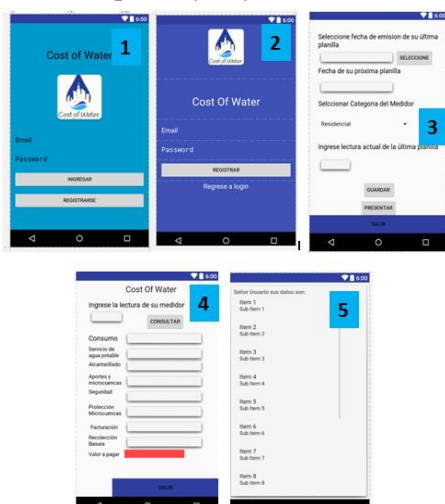 6:00
Cost of Water
1
Cost of Water
Email
Password
INGRESAR
REGISTRARSE
6:00
2
Cost of Water
Cost Of Water
Email
Password
REGISTRAR
Regrese a login
6:00
Seleccione fecha de emision de su última
planilla
SELECCIONE
Fecha de su próxima planilla
Selccionar Categoria del Medidor
3
Residencial
Ingrese lectura actual de la última planilla
GUARDAR
PRESENTAR
SALIR
6:00
Cost Of Water
4
Ingrese la lectura de su medidor
CONSULTAR
Consumo
Servicio de
agua potable
Alcantarillado
Aportes y
microcuencas
Seguridad
Protección
Microcuencas
Facturación
Recolección
Basura
Valor a pagar
SALIR
6:00
Señor Usuario sus datos son:
5
Item 1
Sub Item 1
Item 2
Sub Item 2
Item 3
Sub Item 3
Item 4
Sub Item 4
Item 5
Sub Item 5
Item 6
Sub Item 6
Item 7
Sub Item 7
Item 8
Sub Item 8